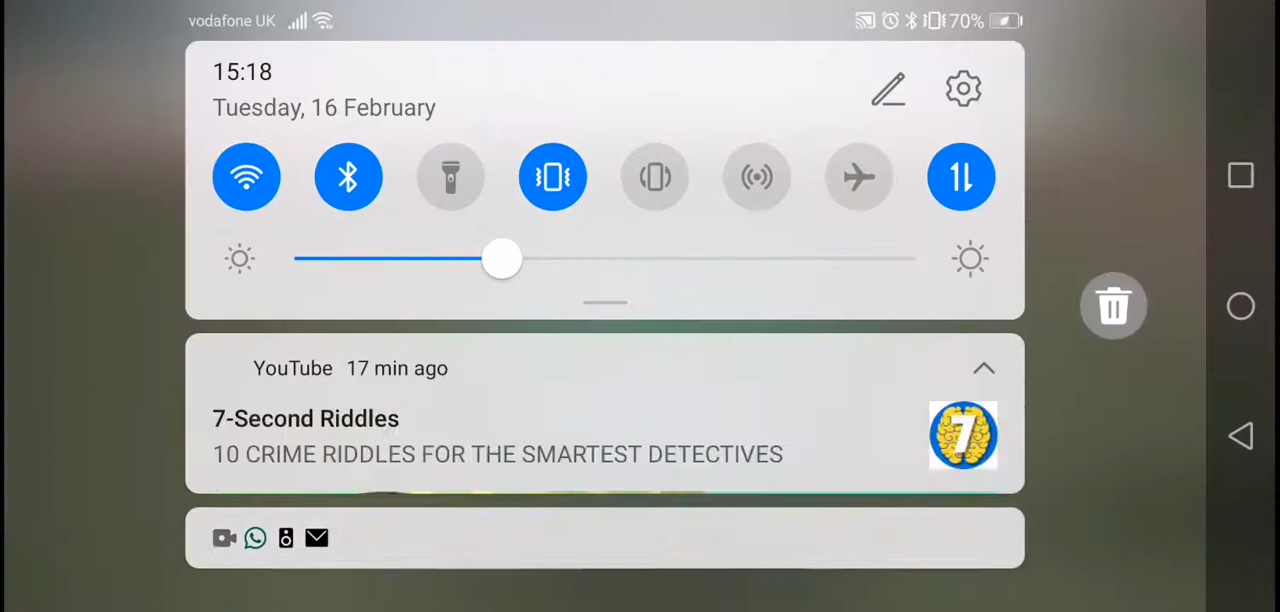 vodafone UK
70%
15:18
Tuesday, 16 February
YouTube 17 min ago
7-Second Riddles
10 CRIME RIDDLES FOR THE SMARTEST DETECTIVES
7